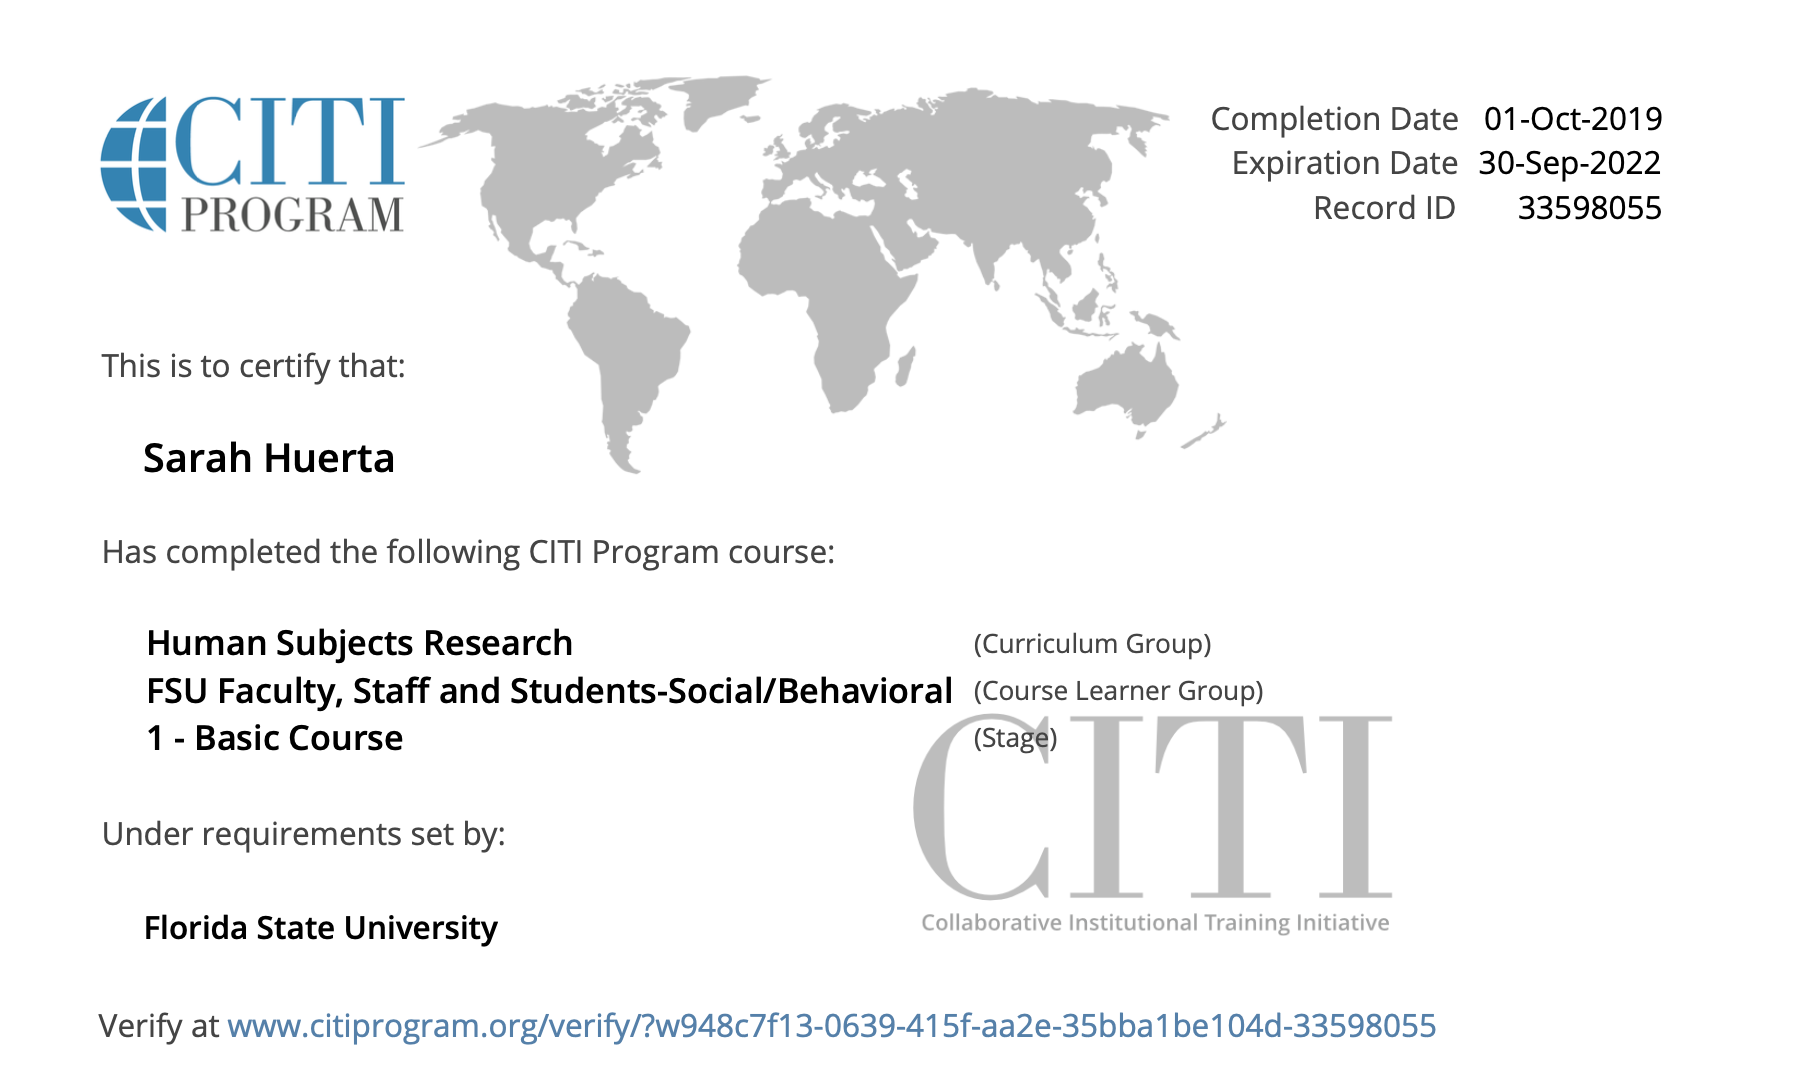 CITI
PROGRAM
Completion Date 01-Oct-2019
Expiration Date 30-Sep-2022
Record ID 33598055
This is to certify that:
Sarah Huerta
Has completed the following CITI Program course:
Human Subjects Research (Curriculum Group)
FSU Faculty, Staff and Students-Social/Behavioral (Course Learner Group)
1 - Basic Course (Stage)
Under requirements set by:
Florida State University
CITI
Collaborative Institutional Training Initiative
Verify at www.citiprogram.org/verify/?w948c7f13-0639-415f-aa2e-35bba1be104d-33598055